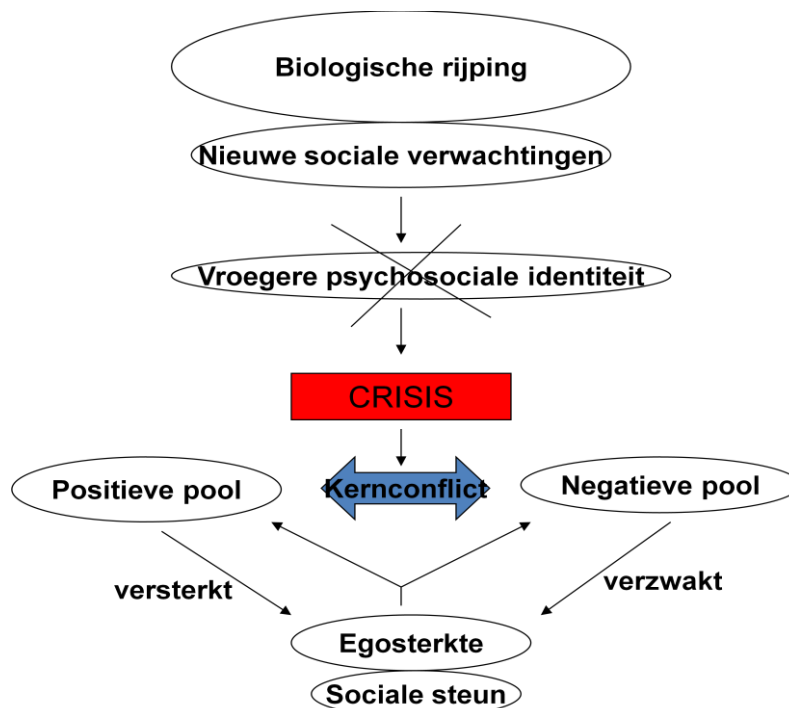 Biologische rijping
Nieuwe sociale verwachtingen
Vroegere psychosociale identiteit
CRISIS
Positieve pool
Kernconflict
Negatieve pool
versterkt
verzwakt
Egosterkte
Sociale steun